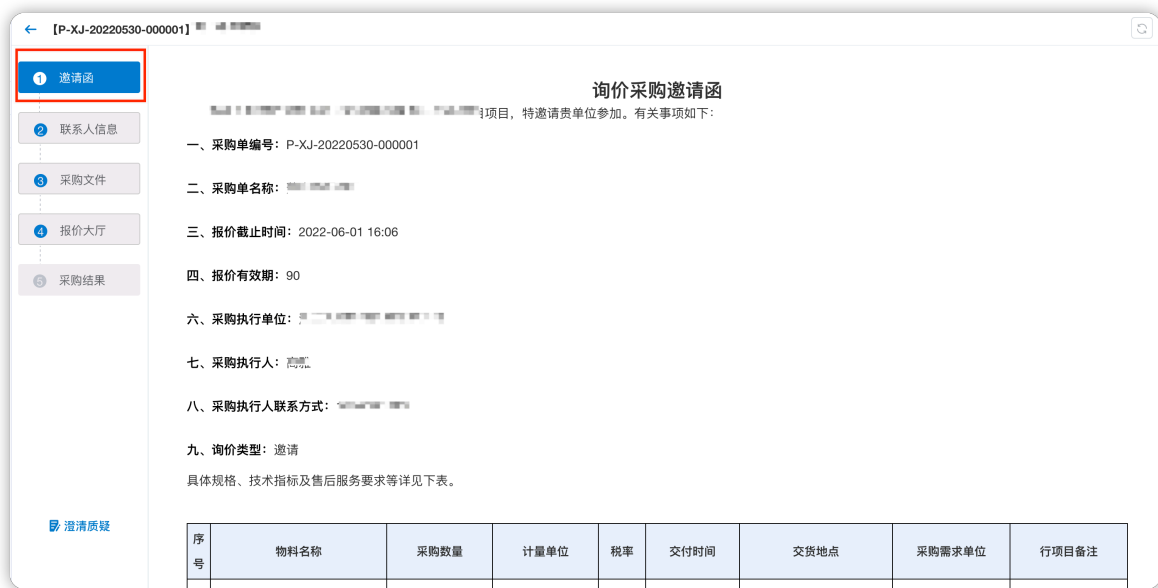 【P-XJ-20220530-000001】
1 邀请函
2 联系人信息
3 采购文件
4 报价大厅
5 采购结果
澄清质疑
询价采购邀请函
项目，特邀请贵单位参加。有关事项如下：
一、采购单编号：P-XJ-20220530-000001
二、采购单名称：
三、报价截止时间：2022-06-01 16:06
四、报价有效期：90
六、采购执行单位：
七、采购执行人：
八、采购执行人联系方式：
九、询价类型：邀请
具体规格、技术指标及售后服务要求等详见下表。
序号 物料名称 采购数量 计量单位 税率 交付时间 交货地点 采购需求单位 行项目备注